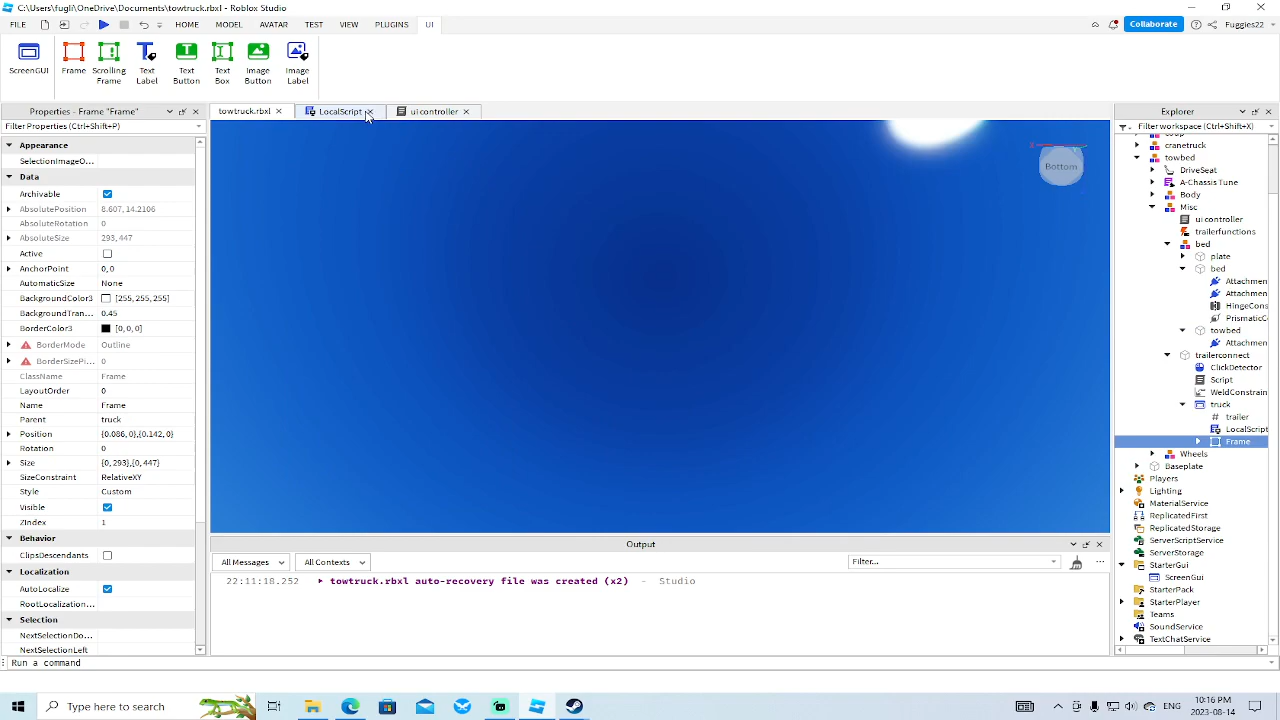 C:\Users\fugli\OneDrive\Documents\towtruck.rbxl - Roblox Studio
FILE HOME MODEL AVATAR TEST VIEW PLUGINS UI Collaborate Fuggles22
ScreenGUI Frame Scrolling Frame Text Label Text Button Text Box Image Button Image Label
Properties - Frame "Frame"
Filter Properties (Ctrl+Shift+P)
Appearance
SelectionImageO...
Data
Archivable
AbsolutePosition 8.607, 14.2106
AbsoluteRotation 0
AbsoluteSize 293, 447
Active
AnchorPoint 0, 0
AutomaticSize None
BackgroundColor3 [255, 255, 255]
BackgroundTran... 0.45
BorderColor3 [0, 0, 0]
BorderMode Outline
BorderSizePi... 0
ClassName Frame
LayoutOrder 0
Name Frame
Parent truck
Position {0.086, 0},{0.142, 0}
Rotation 0
Size {0, 293},{0, 447}
SizeConstraint RelativeXY
Style Custom
Visible
ZIndex 1
Behavior
ClipsDescendants
Localization
AutoLocalize
RootLocalization...
Selection
NextSelectionDo...
NextSelectionLeft
towtruck.rbxl LocalScript ui controller
Bottom
Output
All Messages All Contexts Filter...
22:11:18.252 towtruck.rbxl auto-recovery file was created (x2) - Studio
Explorer
Filter workspace (Ctrl+Shift+X)
cranetruck
towbed
DriveSeat
A-Chassis Tune
Body
Misc
ui controller
trailerfunctions
bed
plate
bed
Attachmen
Attachmen
HingeCons
PrismaticC
towbed
Attachmen
trailerconnect
ClickDetector
Script
WeldConstrain
truck
trailer
LocalScript
Frame
Wheels
Baseplate
Players
Lighting
MaterialService
ReplicatedFirst
ReplicatedStorage
ServerScriptService
ServerStorage
StarterGui
ScreenGui
StarterPack
StarterPlayer
Teams
SoundService
TextChatService
Run a command
Type here to search
ENG
10:16 PM
2023-08-14